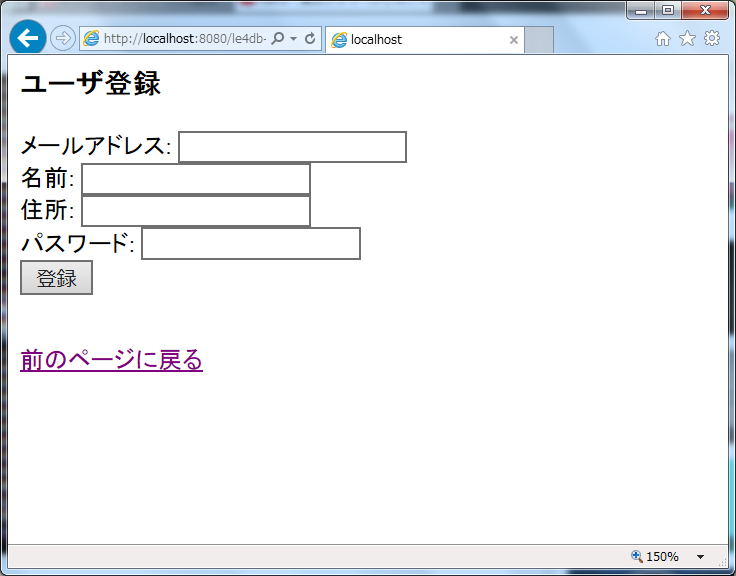 http://localhost:8080/le4db-
localhost
ユーザ登録
メールアドレス:
名前:
住所:
パスワード:
登録
前のページに戻る
150%